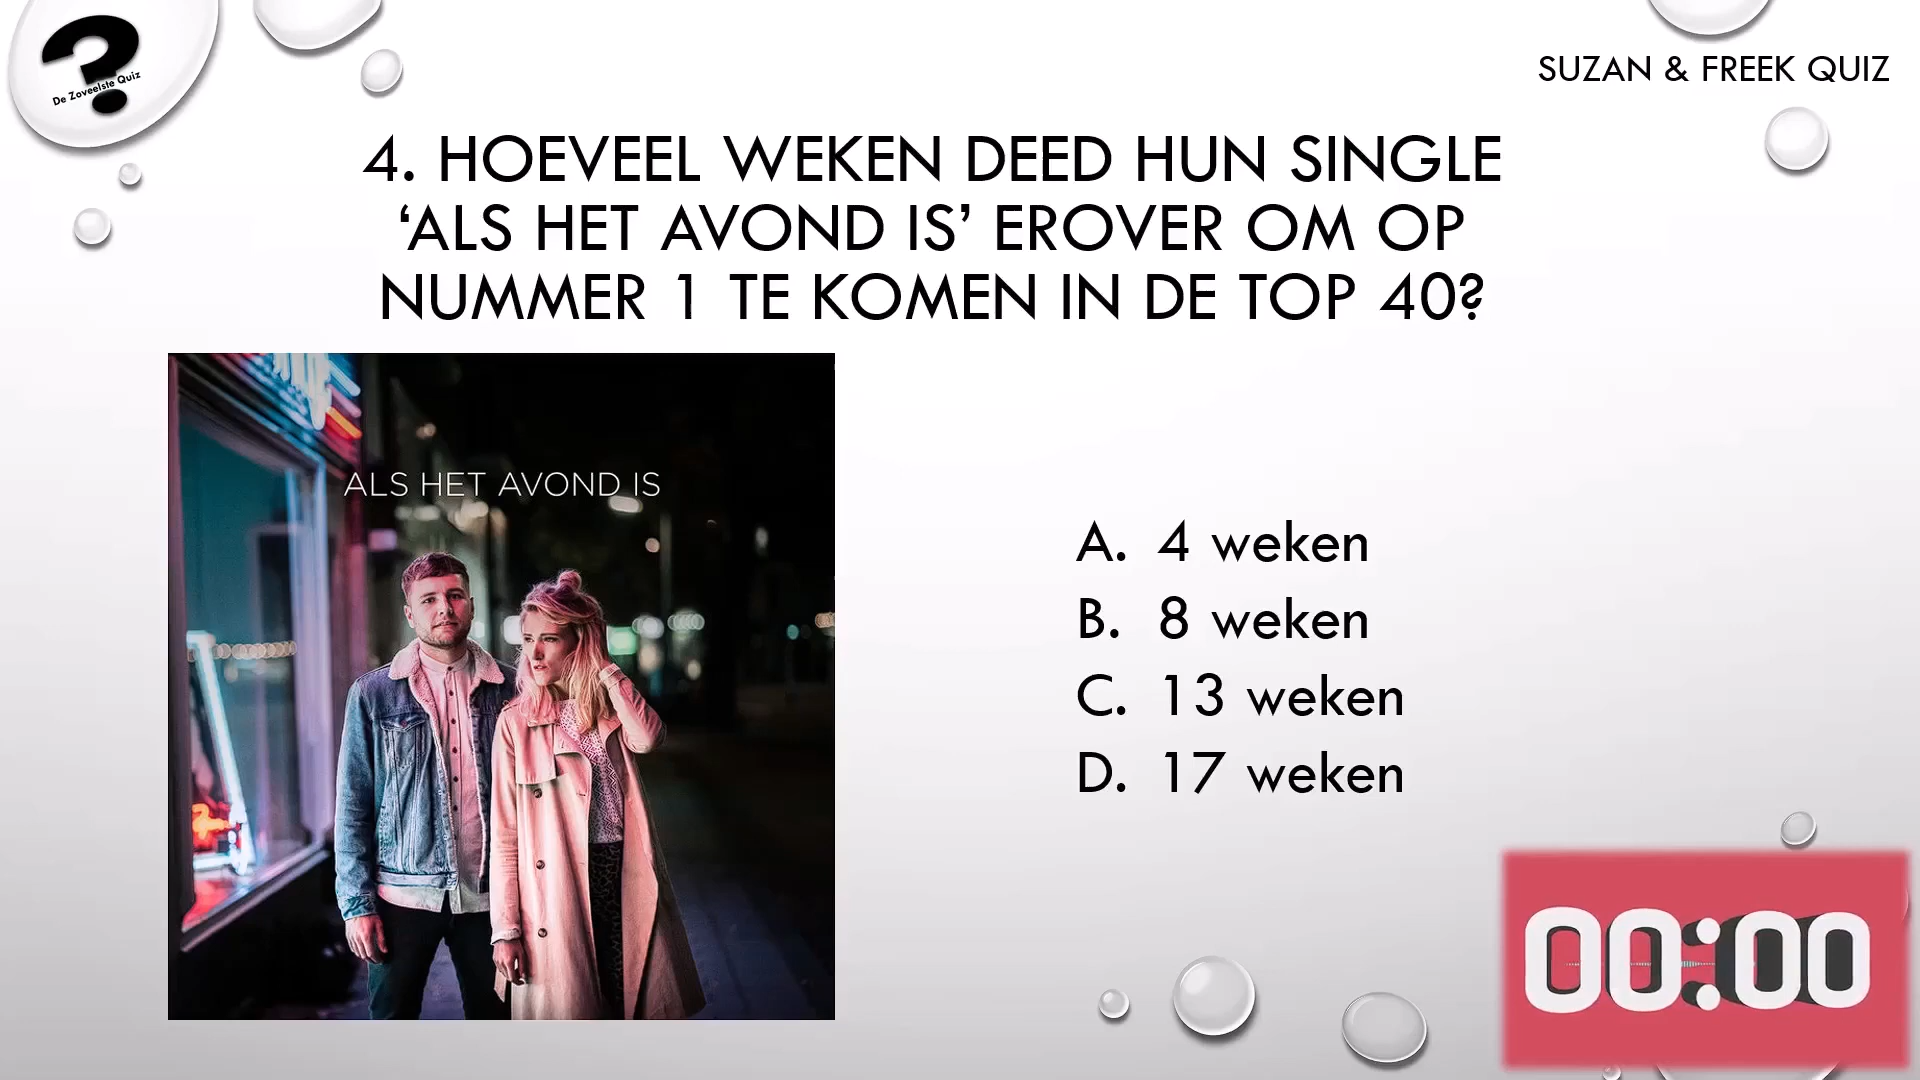 De Zoveelste Quiz
SUZAN & FREEK QUIZ
4. HOEVEEL WEKEN DEED HUN SINGLE
‘ALS HET AVOND IS’ EROVER OM OP
NUMMER 1 TE KOMEN IN DE TOP 40?
ALS HET AVOND IS
A. 4 weken
B. 8 weken
C. 13 weken
D. 17 weken
00:00